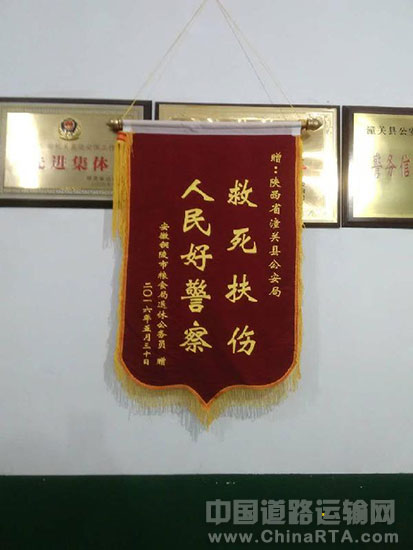 先进集体
潼关县公安
警务信
赠：陕西省潼关县公安局
救死扶伤
人民好警察
安徽铜陵市粮食局退休公务员 赠
二〇一六年五月三十日
中国道路运输网
www.ChinaRTA.com